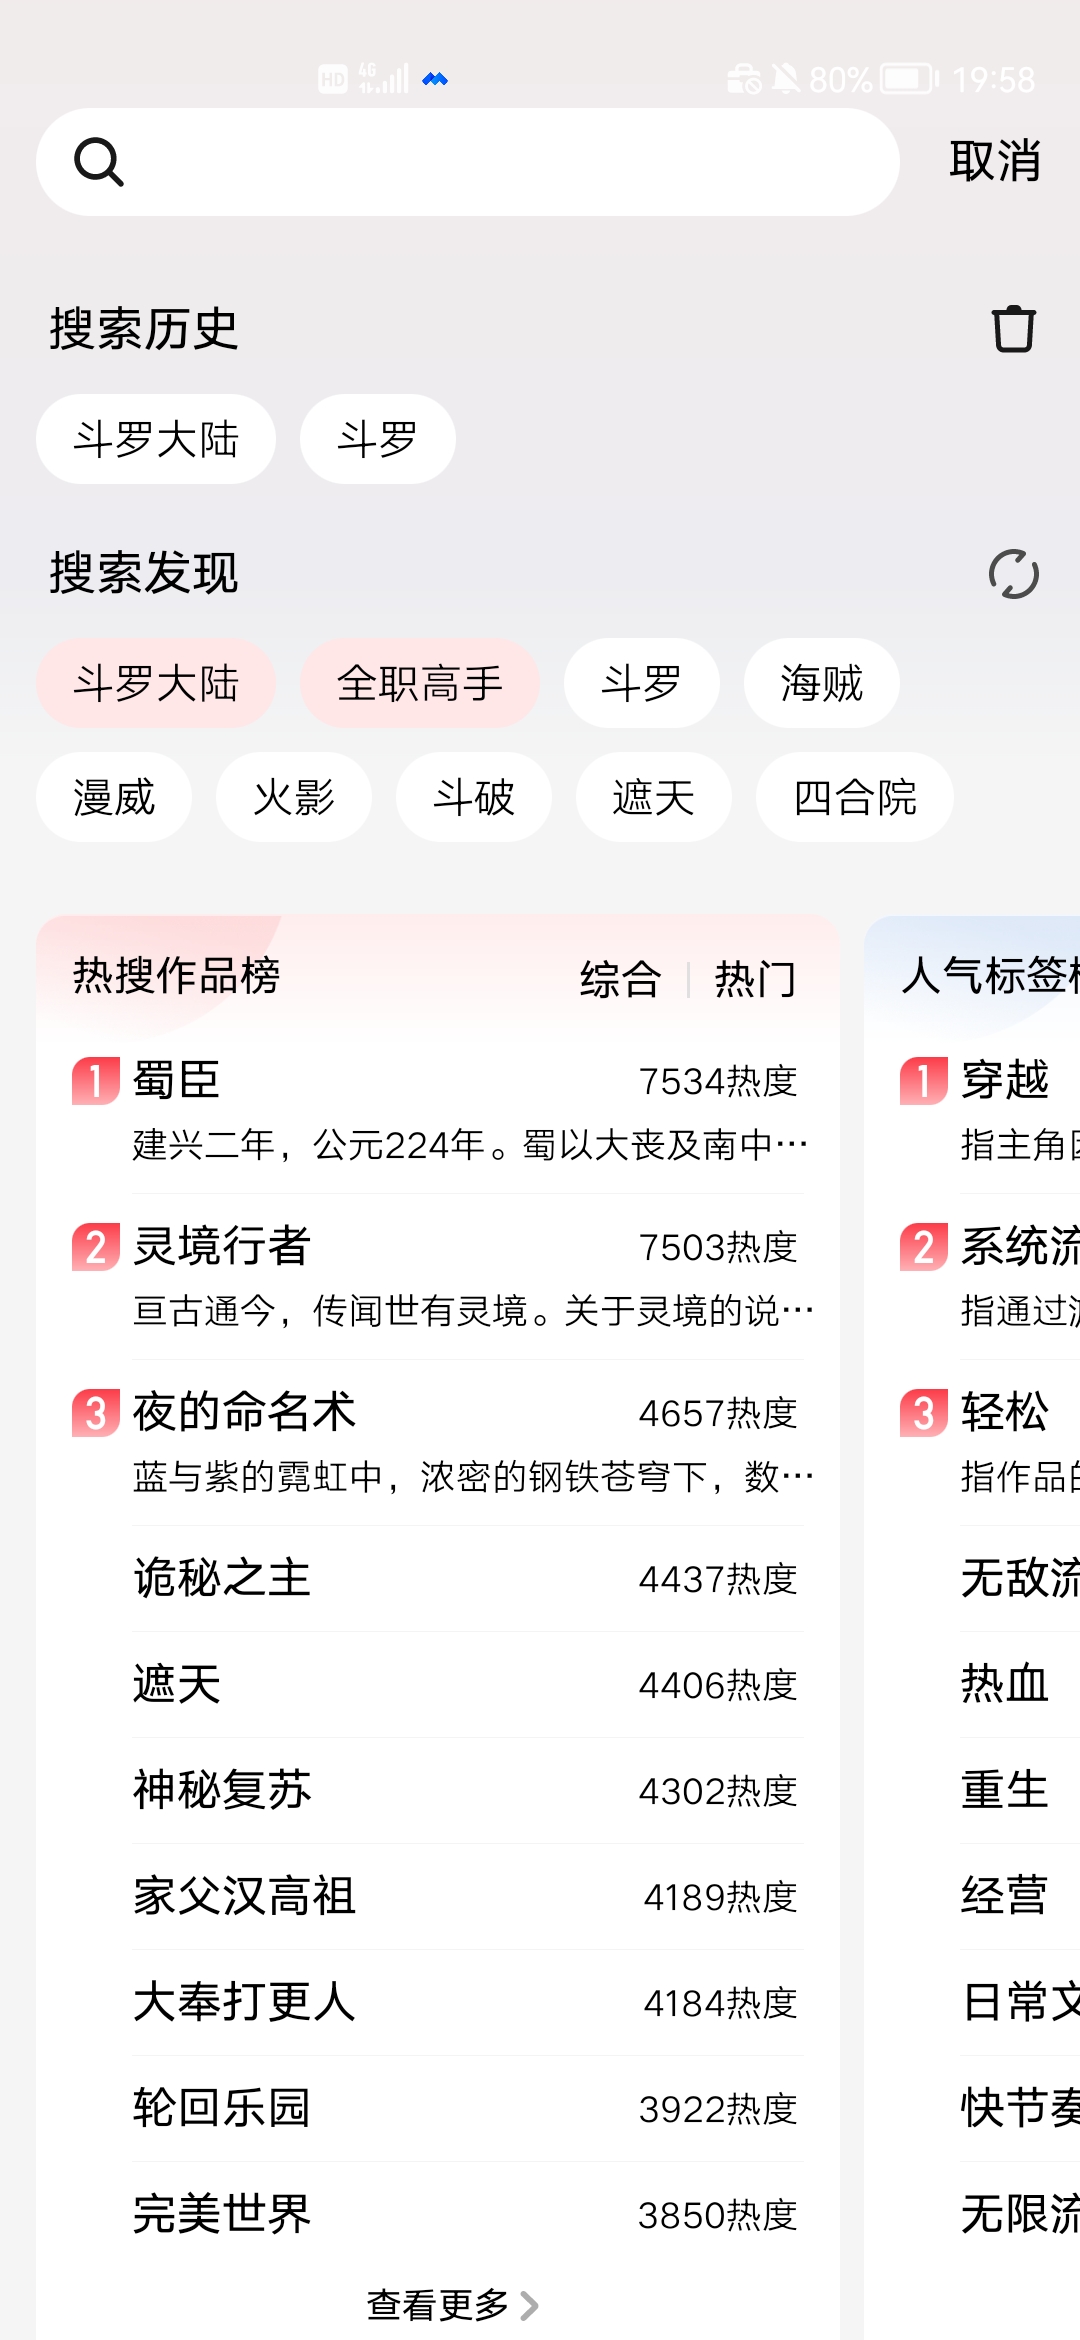 HD 4G 80% 19:58
取消
搜索历史
斗罗大陆 斗罗
搜索发现
斗罗大陆 全职高手 斗罗 海贼
漫威 火影 斗破 遮天 四合院
热搜作品榜 综合 热门
1 蜀臣 7534热度
建兴二年，公元224年。蜀以大丧及南中…
2 灵境行者 7503热度
亘古通今，传闻世有灵境。关于灵境的说…
3 夜的命名术 4657热度
蓝与紫的霓虹中，浓密的钢铁苍穹下，数…
诡秘之主 4437热度
遮天 4406热度
神秘复苏 4302热度
家父汉高祖 4189热度
大奉打更人 4184热度
轮回乐园 3922热度
完美世界 3850热度
查看更多
人气标签
1 穿越
指主角
2 系统流
指通过
3 轻松
指作品的
无敌流
热血
重生
经营
日常文
快节奏
无限流